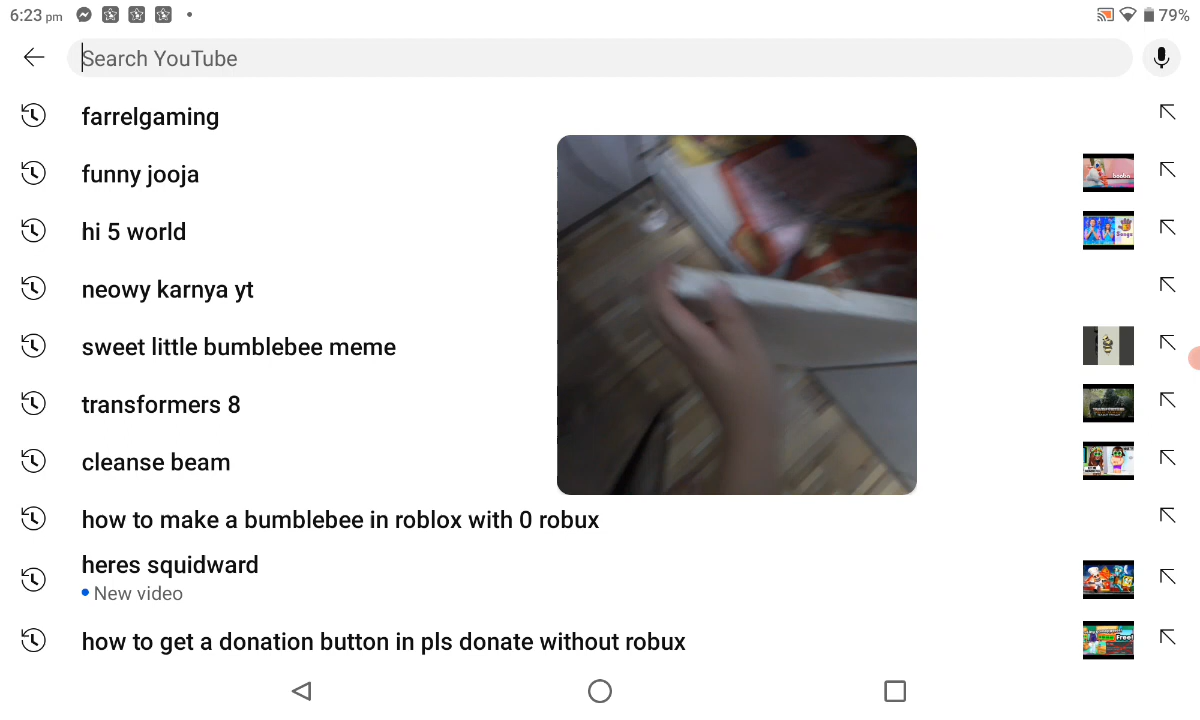 6:23 pm
79%
Search YouTube
farrelgaming
funny jooja
hi 5 world
neowy karnya yt
sweet little bumblebee meme
transformers 8
cleanse beam
how to make a bumblebee in roblox with 0 robux
heres squidward
New video
how to get a donation button in pls donate without robux